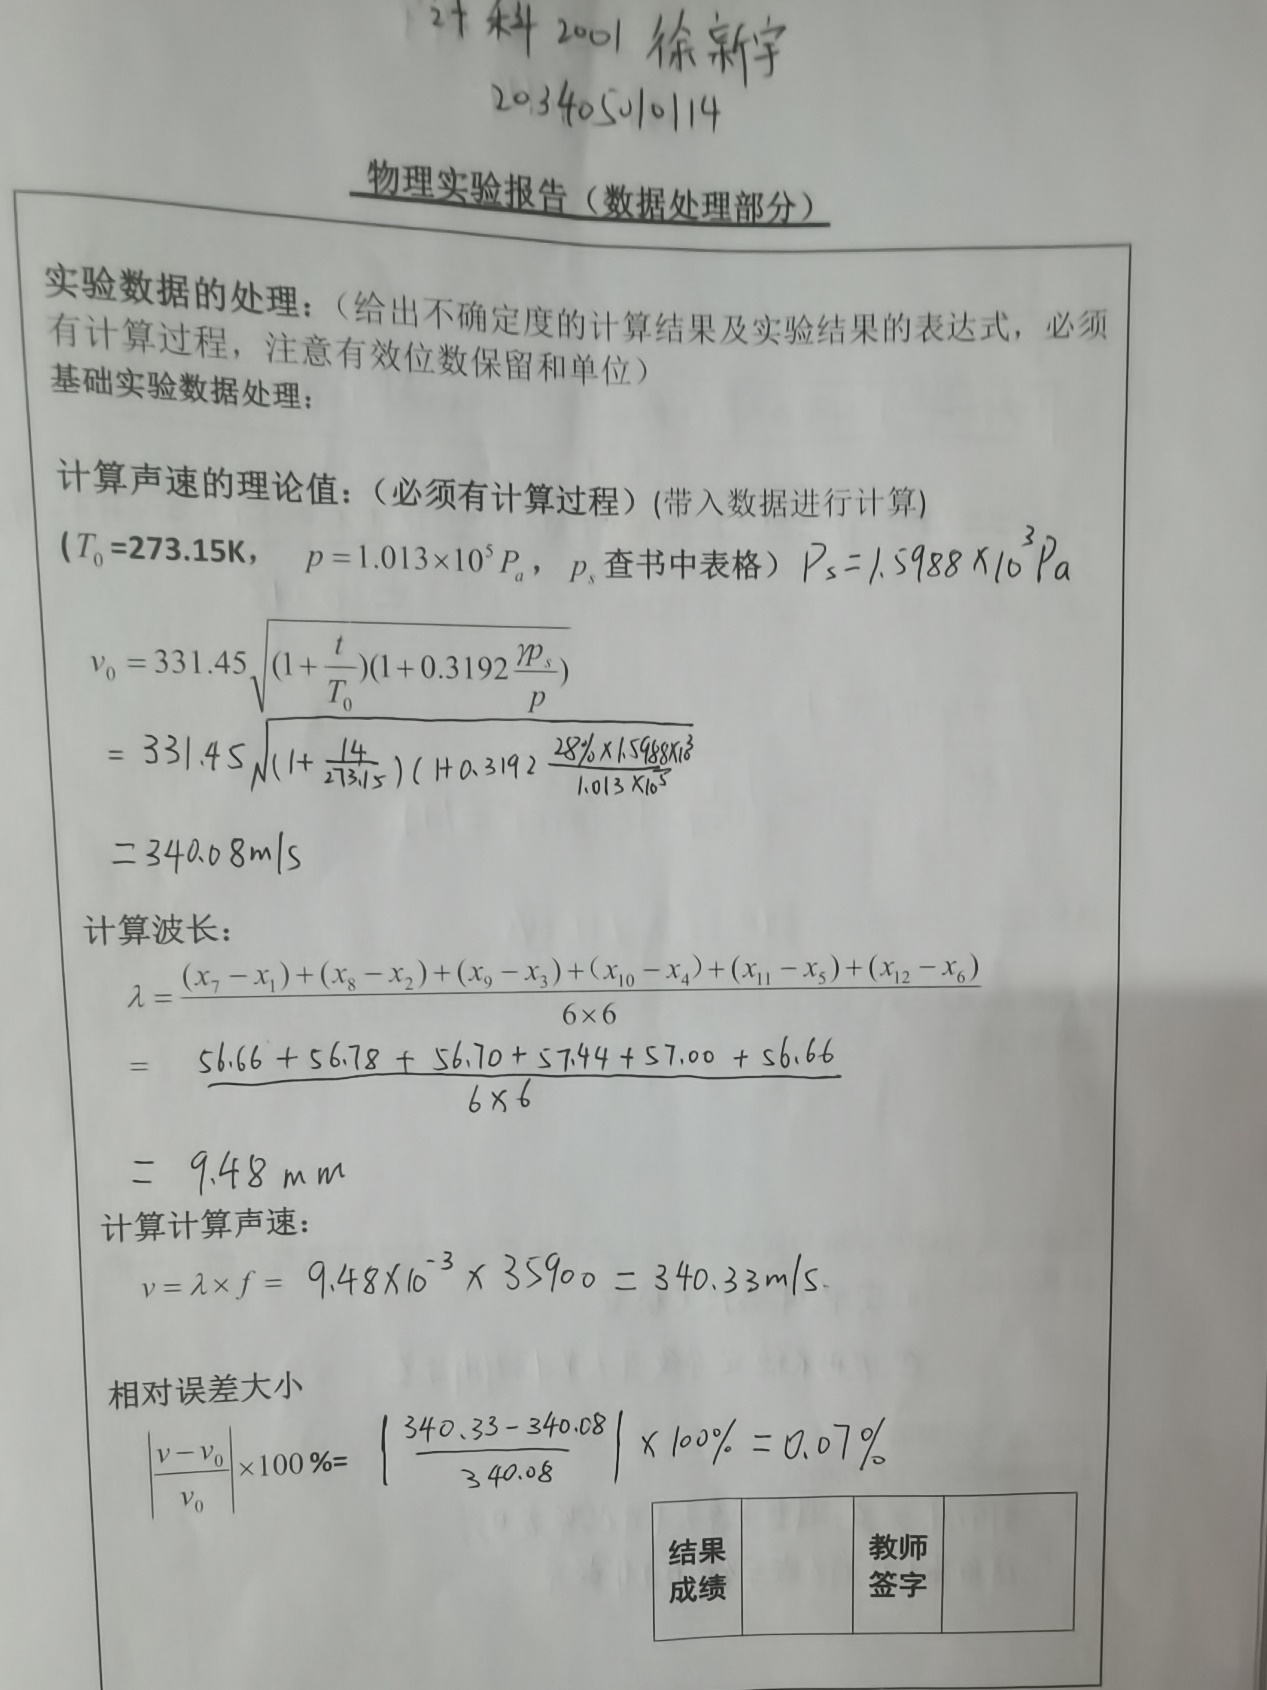 计科2001 徐新宇
203405010114
物理实验报告（数据处理部分）
实验数据的处理：（给出不确定度的计算结果及实验结果的表达式，必须
有计算过程，注意有效位数保留和单位）
基础实验数据处理：
计算声速的理论值：（必须有计算过程）(带入数据进行计算)
(T₀=273.15K， p=1.013×10⁵Pₐ， pₛ查书中表格） Pₛ=1.5988×10³Pa
v₀=331.45√(1+t/T₀)(1+0.3192 γpₛ/p)
=331.45√(1+14/273.15)(1+0.3192 28%×1.5988×10³/1.013×10⁵
=340.08m/s
计算波长：
λ=(x₇−x₁)+(x₈−x₂)+(x₉−x₃)+(x₁₀−x₄)+(x₁₁−x₅)+(x₁₂−x₆)/6×6
=56.66+56.78+56.70+57.44+57.00+56.66/6×6
=9.48mm
计算计算声速：
v=λ×f=9.48×10⁻³×35900=340.33m/s.
相对误差大小
|v−v₀/v₀|×100%=|340.33−340.08/340.08|×100%=0.07%
结果成绩 教师签字